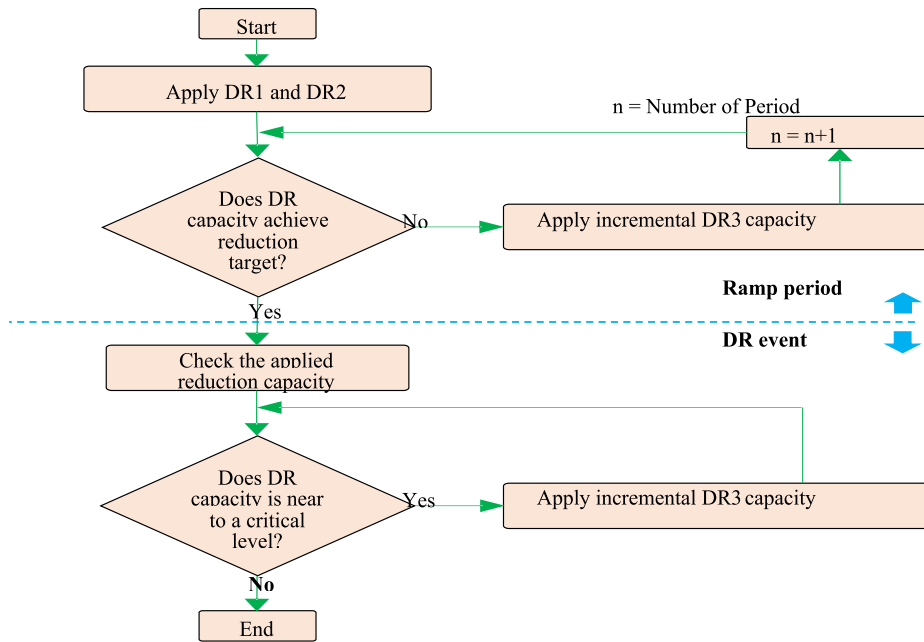 Start
Apply DR1 and DR2
n = Number of Period
n = n+1
Does DR
capacity achieve
reduction
target?
No
Apply incremental DR3 capacity
Yes
Ramp period
DR event
Check the applied
reduction capacity
Does DR
capacity is near
to a critical
level?
Yes
Apply incremental DR3 capacity
No
End